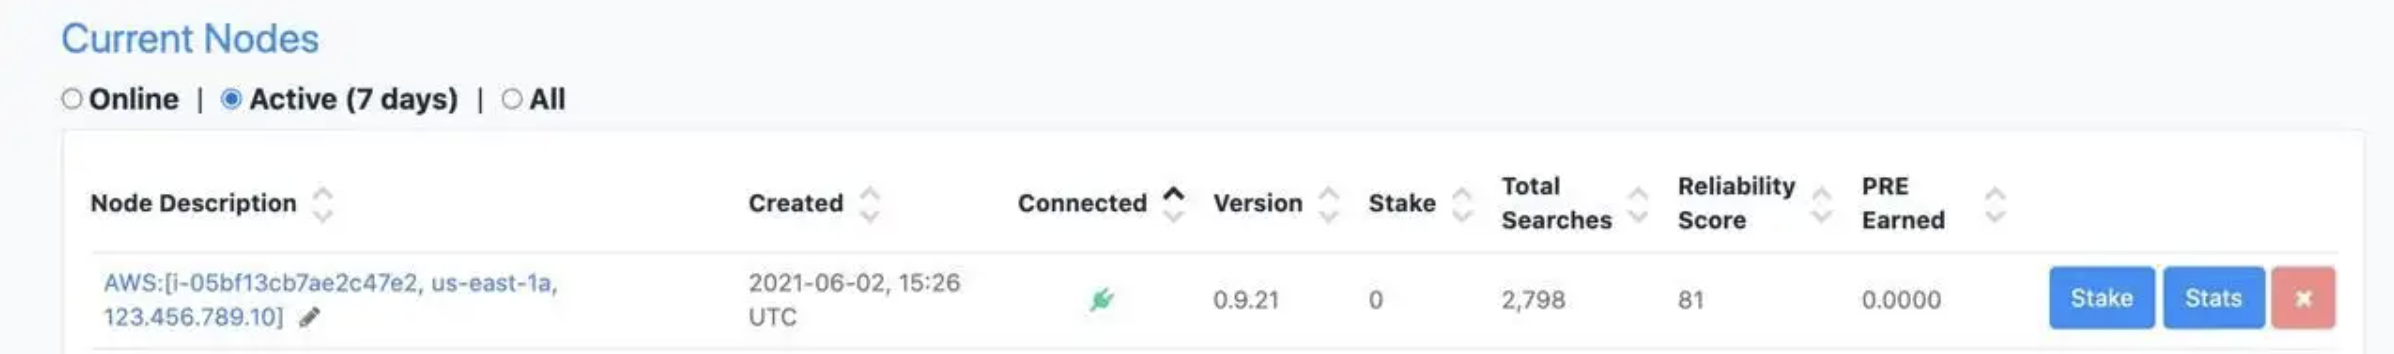 Current Nodes
Online | Active (7 days) | All
Node Description Created Connected Version Stake Total Searches Reliability Score PRE Earned
AWS:[i-05bf13cb7ae2c47e2, us-east-1a,
123.456.789.10]
2021-06-02, 15:26
UTC
0.9.21
0
2,798
81
0.0000
Stake
Stats